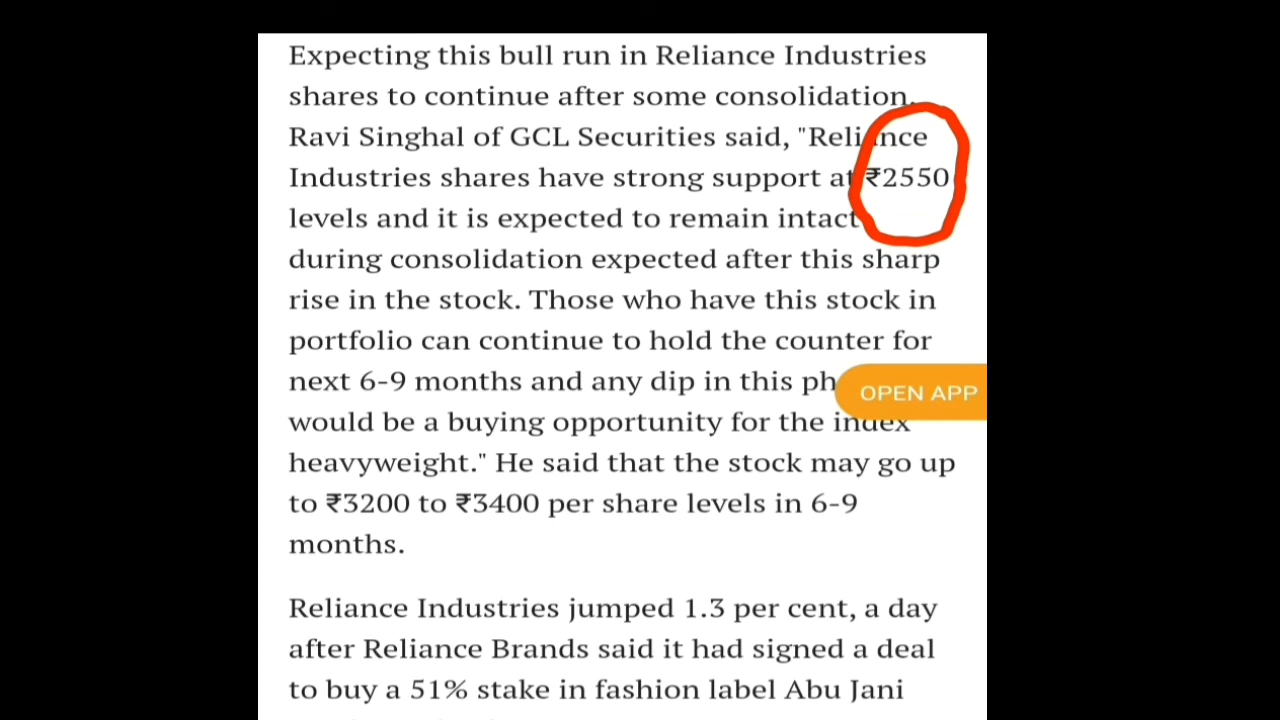 Expecting this bull run in Reliance Industries
shares to continue after some consolidation,
Ravi Singhal of GCL Securities said, "Reliance
Industries shares have strong support at ₹2550
levels and it is expected to remain intact
during consolidation expected after this sharp
rise in the stock. Those who have this stock in
portfolio can continue to hold the counter for
next 6-9 months and any dip in this
OPEN APP
would be a buying opportunity for the index
heavyweight." He said that the stock may go up
to ₹3200 to ₹3400 per share levels in 6-9
months.
Reliance Industries jumped 1.3 per cent, a day
after Reliance Brands said it had signed a deal
to buy a 51% stake in fashion label Abu Jani